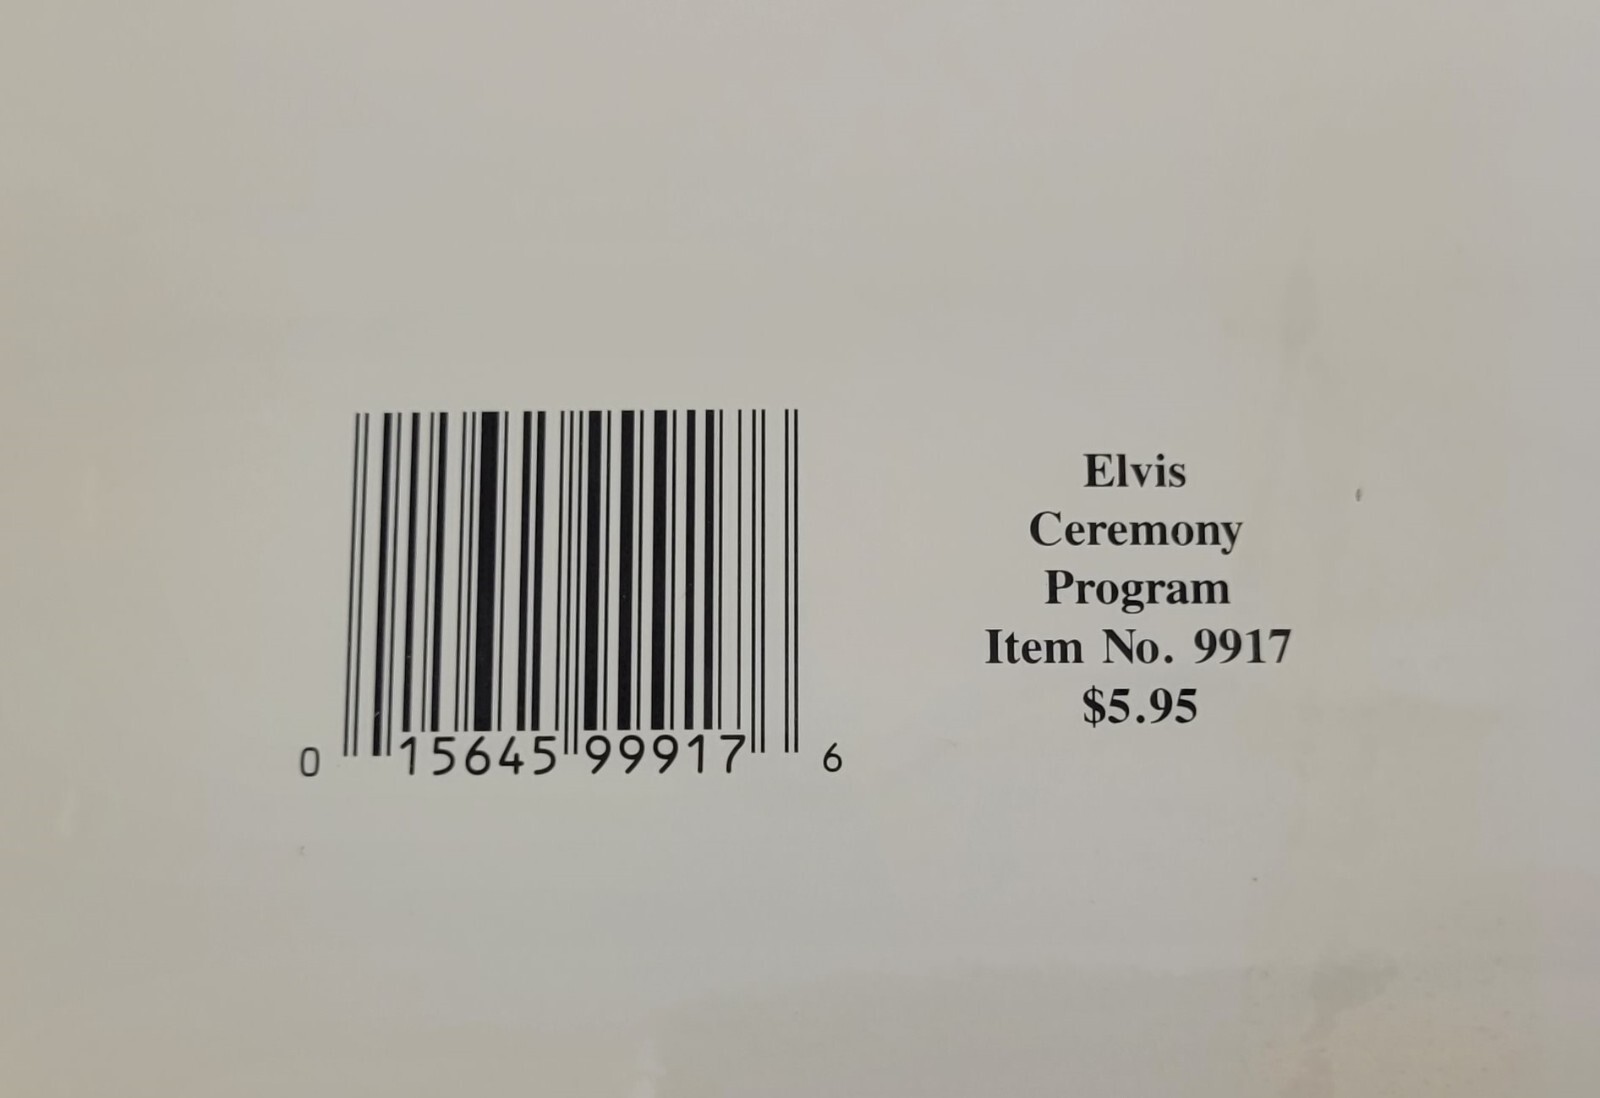 0 15645 99917 6
Elvis
Ceremony
Program
Item No. 9917
$5.95